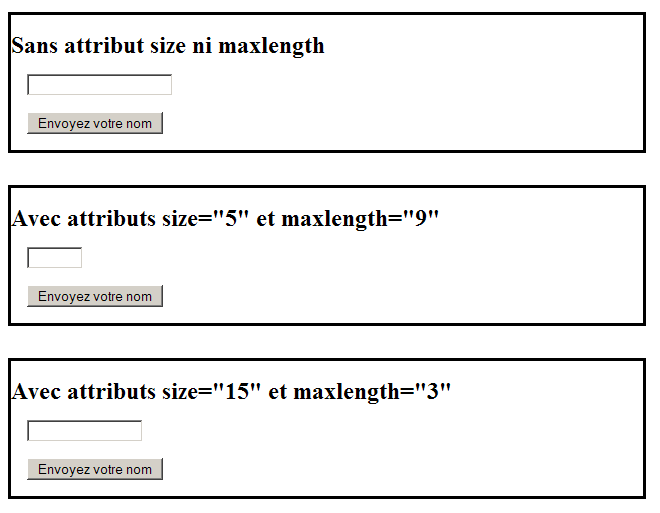 Sans attribut size ni maxlength
Envoyez votre nom
Avec attributs size="5" et maxlength="9"
Envoyez votre nom
Avec attributs size="15" et maxlength="3"
Envoyez votre nom